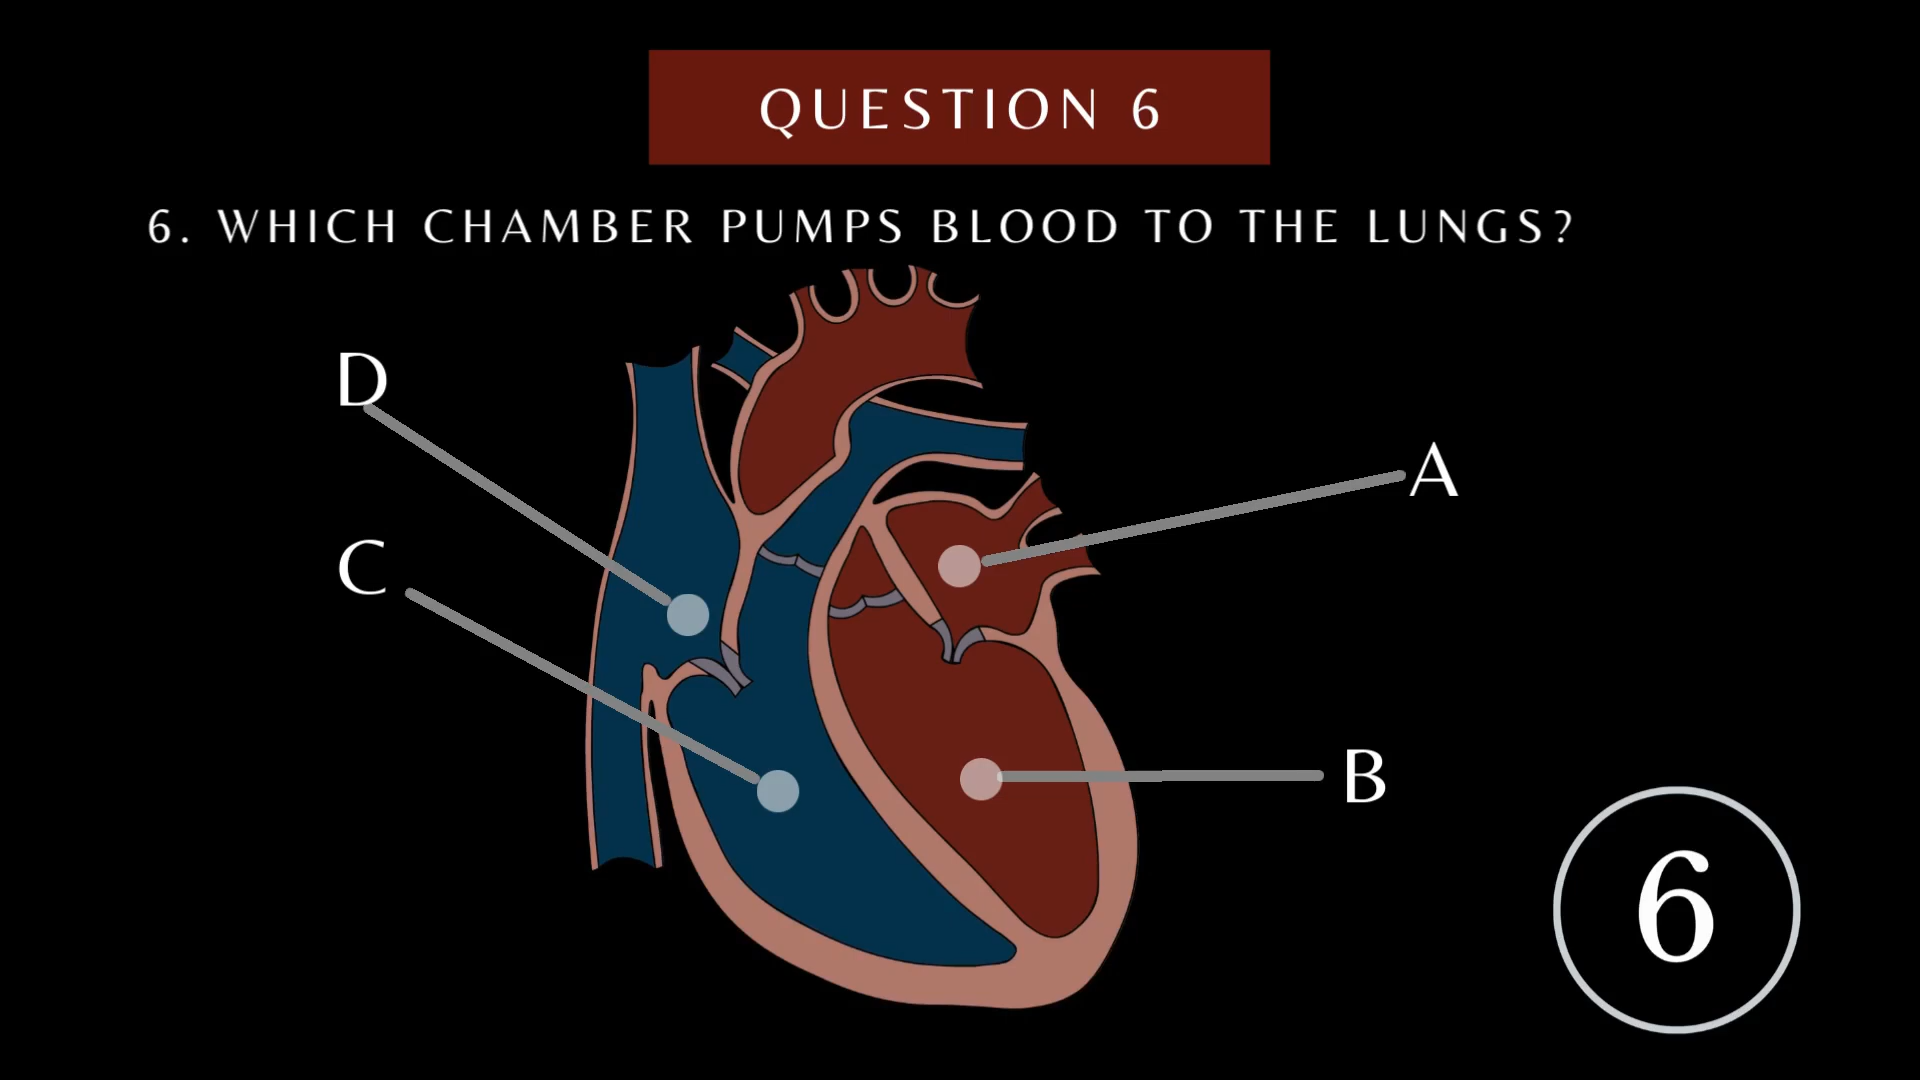 QUESTION 6
6. WHICH CHAMBER PUMPS BLOOD TO THE LUNGS?
D
A
C
B
6